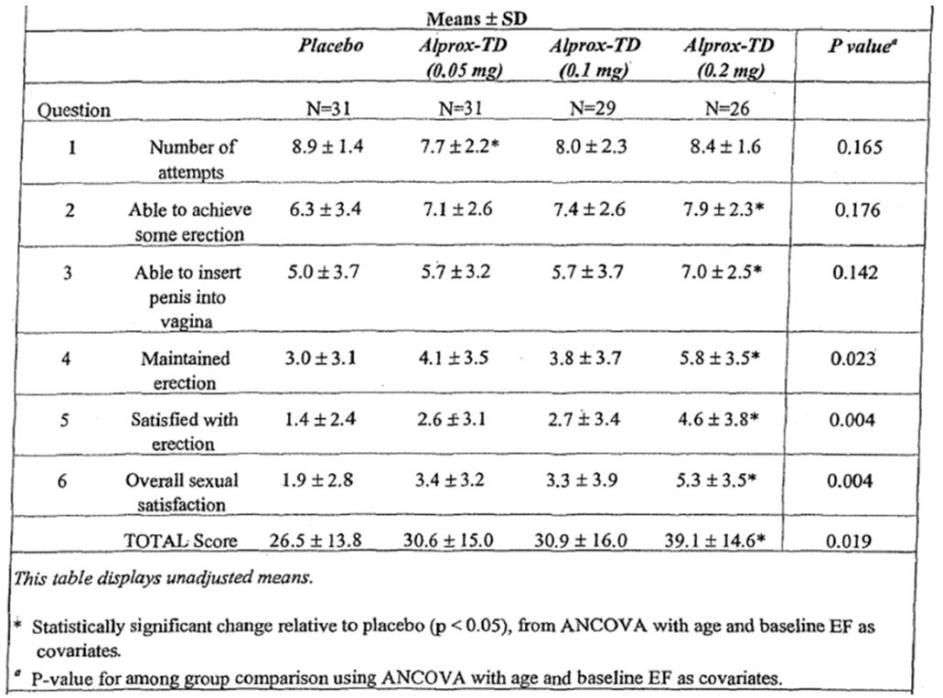 Means ± SD
Placebo Alprox-TD Alprox-TD Alprox-TD P valueª
(0.05 mg) (0.1 mg) (0.2 mg)
Question N=31 N=31 N=29 N=26
1 Number of 8.9 ± 1.4 7.7 ± 2.2* 8.0 ± 2.3 8.4 ± 1.6 0.165
attempts
2 Able to achieve 6.3 ± 3.4 7.1 ± 2.6 7.4 ± 2.6 7.9 ± 2.3* 0.176
some erection
3 Able to insert 5.0 ± 3.7 5.7 ± 3.2 5.7 ± 3.7 7.0 ± 2.5* 0.142
penis into
vagina
4 Maintained 3.0 ± 3.1 4.1 ± 3.5 3.8 ± 3.7 5.8 ± 3.5* 0.023
erection
5 Satisfied with 1.4 ± 2.4 2.6 ± 3.1 2.7 ± 3.4 4.6 ± 3.8* 0.004
erection
6 Overall sexual 1.9 ± 2.8 3.4 ± 3.2 3.3 ± 3.9 5.3 ± 3.5* 0.004
satisfaction
TOTAL Score 26.5 ± 13.8 30.6 ± 15.0 30.9 ± 16.0 39.1 ± 14.6* 0.019
This table displays unadjusted means.
* Statistically significant change relative to placebo (p < 0.05), from ANCOVA with age and baseline EF as
covariates.
ª P-value for among group comparison using ANCOVA with age and baseline EF as covariates.